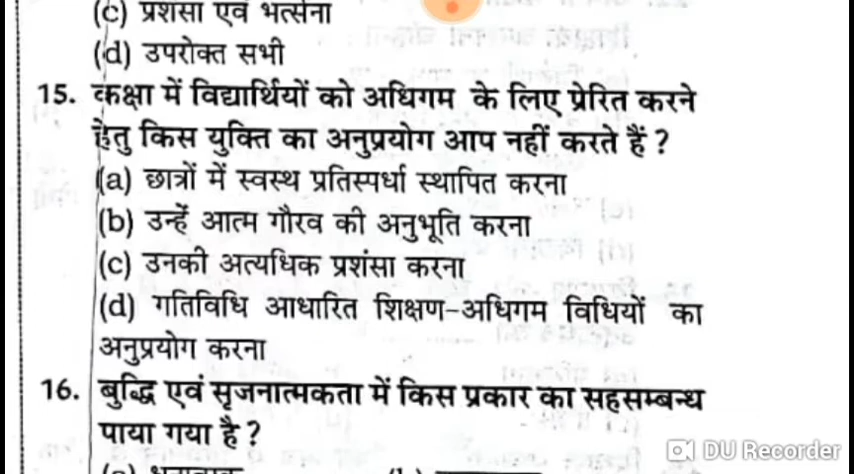 (c) प्रशंसा एवं भर्त्सना
(d) उपरोक्त सभी
15. कक्षा में विद्यार्थियों को अधिगम के लिए प्रेरित करने
हेतु किस युक्ति का अनुप्रयोग आप नहीं करते हैं ?
(a) छात्रों में स्वस्थ प्रतिस्पर्धा स्थापित करना
(b) उन्हें आत्म गौरव की अनुभूति करना
(c) उनकी अत्यधिक प्रशंसा करना
(d) गतिविधि आधारित शिक्षण-अधिगम विधियों का
अनुप्रयोग करना
16. बुद्धि एवं सृजनात्मकता में किस प्रकार का सहसम्बन्ध
पाया गया है ?
DU Recorder